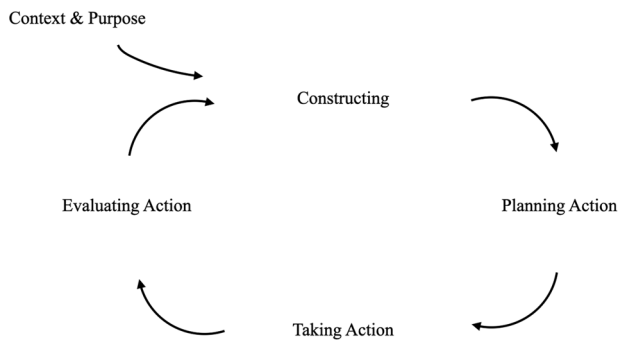 Context & Purpose
Constructing
Evaluating Action
Planning Action
Taking Action